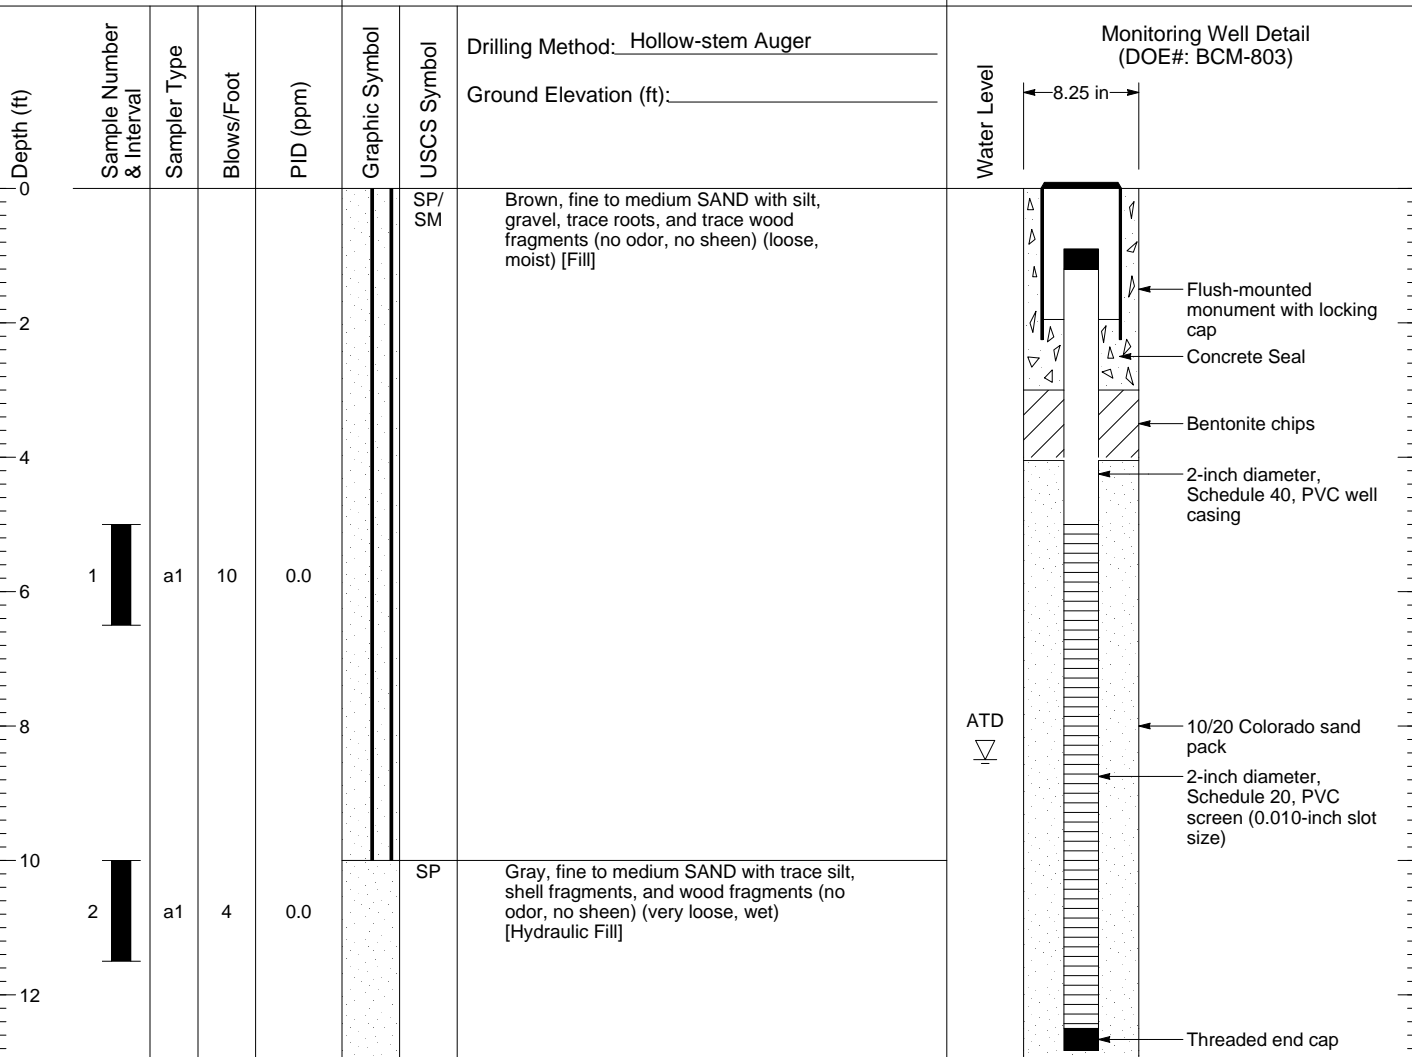 Depth (ft)
Sample Number
& Interval
Sampler Type
Blows/Foot
PID (ppm)
Graphic Symbol
USCS Symbol
Drilling Method: Hollow-stem Auger
Ground Elevation (ft):
Water Level
Monitoring Well Detail
(DOE#: BCM-803)
8.25 in
0
SP/
SM
Brown, fine to medium SAND with silt,
gravel, trace roots, and trace wood
fragments (no odor, no sheen) (loose,
moist) [Fill]
Flush-mounted
monument with locking
cap
2
Concrete Seal
Bentonite chips
4
2-inch diameter,
Schedule 40, PVC well
casing
1 a1 10 0.0
6
ATD
8
10/20 Colorado sand
pack
2-inch diameter,
Schedule 20, PVC
screen (0.010-inch slot
size)
10
SP
Gray, fine to medium SAND with trace silt,
shell fragments, and wood fragments (no
odor, no sheen) (very loose, wet)
[Hydraulic Fill]
2 a1 4 0.0
12
Threaded end cap